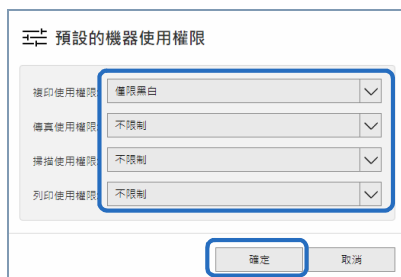 預設的機器使用權限
複印使用權限: 僅限黑白
傳真使用權限: 不限制
掃描使用權限: 不限制
列印使用權限: 不限制
確定 取消